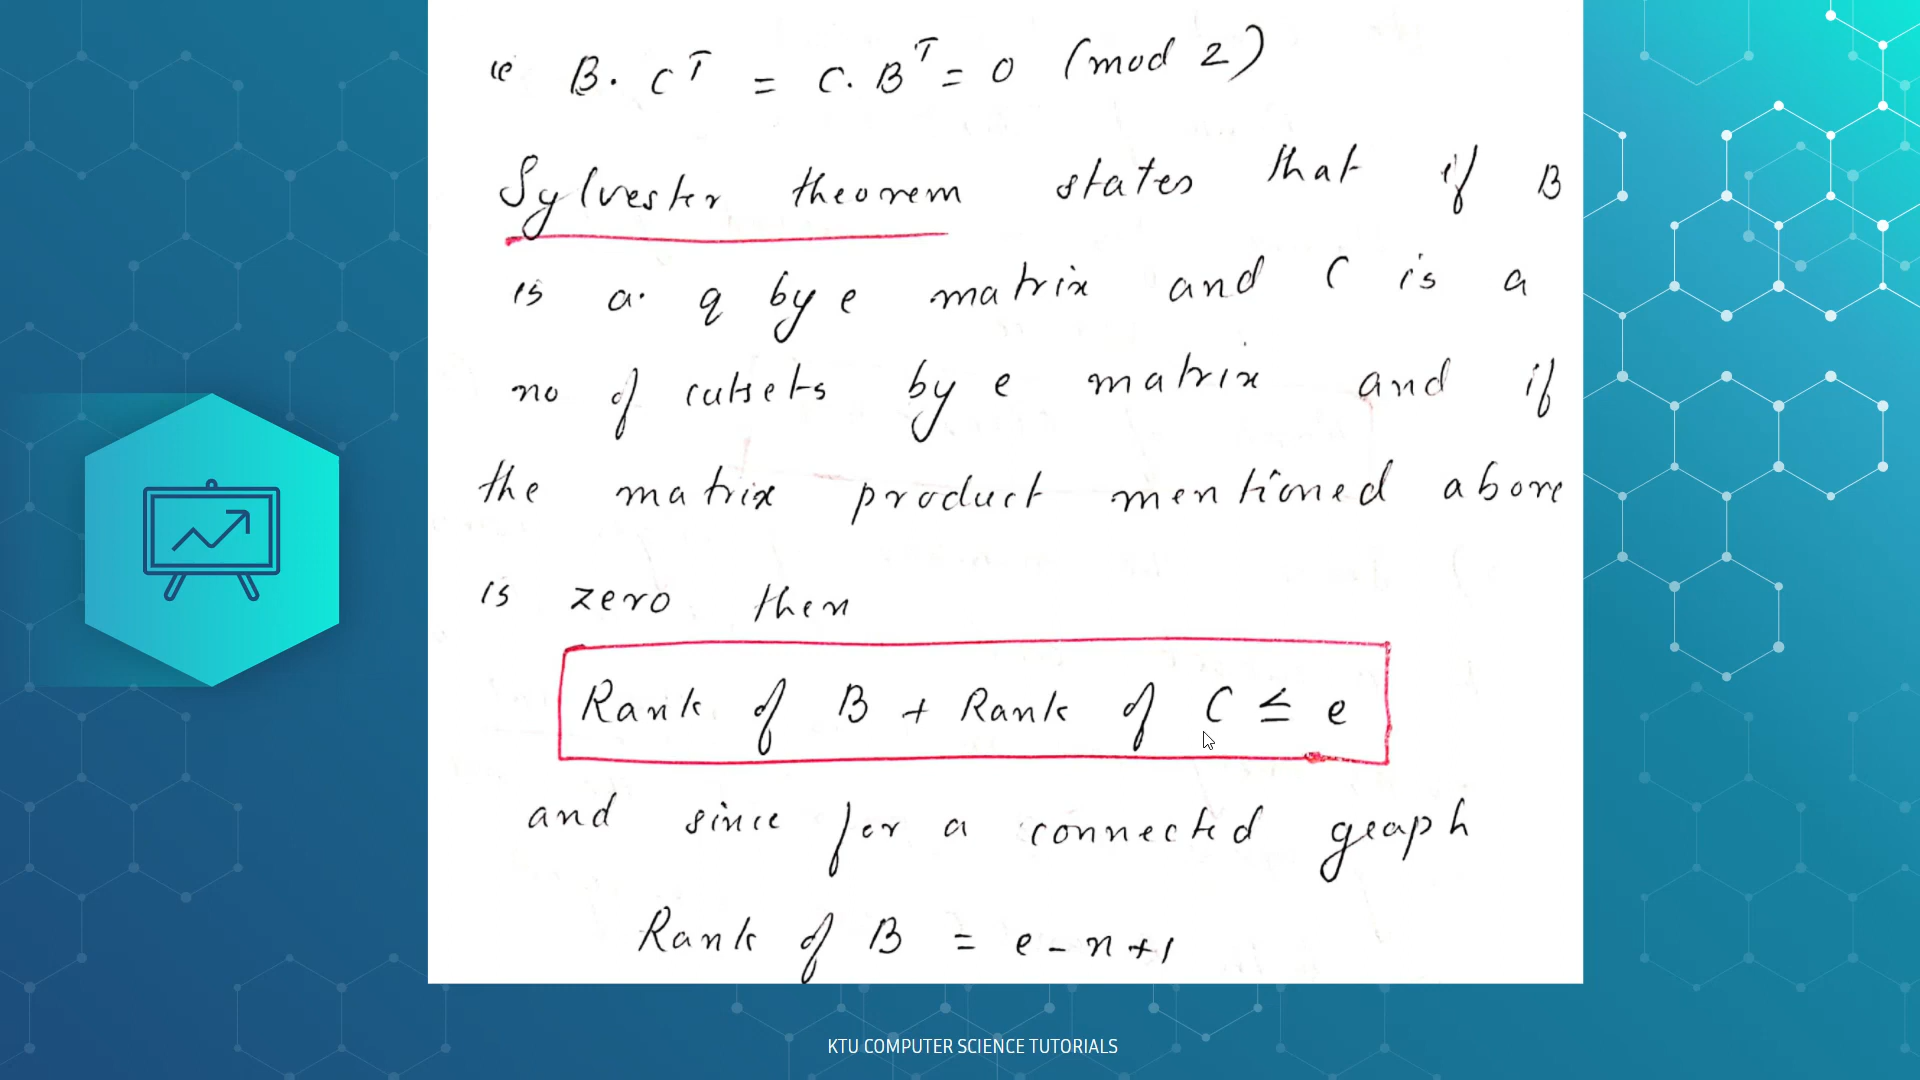 ie B. Cᵀ = C. Bᵀ = 0 (mod 2)
Sylvester theorem states that if B
is a q by e matrix and C is a
no of cutsets by e matrix and if
the matrix product mentioned above
is zero then
Rank of B + Rank of C ≤ e
and since for a connected graph
Rank of B = e - n + 1
KTU COMPUTER SCIENCE TUTORIALS